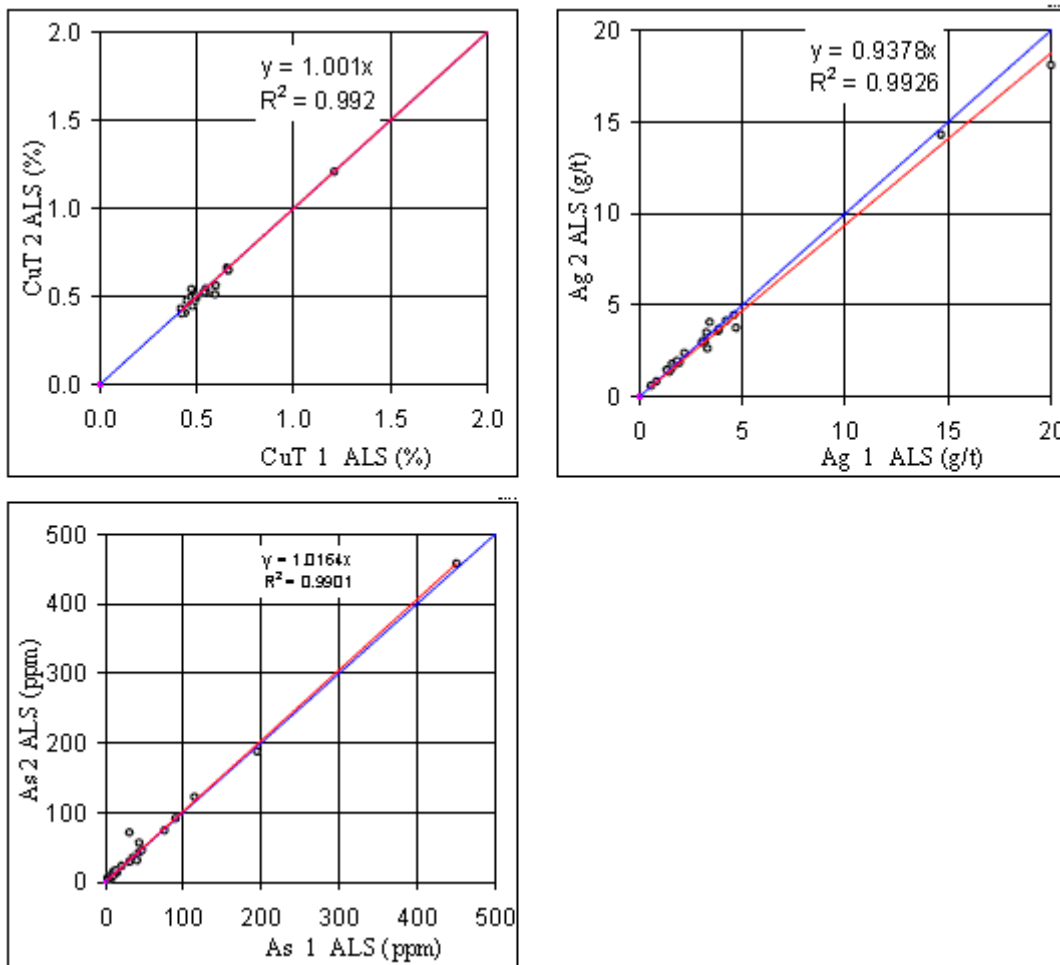 2.0
1.5
1.0
0.5
0.0
y = 1.001x
R² = 0.992
CuT 2 ALS (%)
0.0 0.5 1.0 1.5 2.0
CuT 1 ALS (%)
20
15
10
5
0
y = 0.9378x
R² = 0.9926
Ag 2 ALS (g/t)
0 5 10 15 20
Ag 1 ALS (g/t)
500
400
300
200
100
0
y = 1.0164x
R² = 0.9901
As 2 ALS (ppm)
0 100 200 300 400 500
As 1 ALS (ppm)